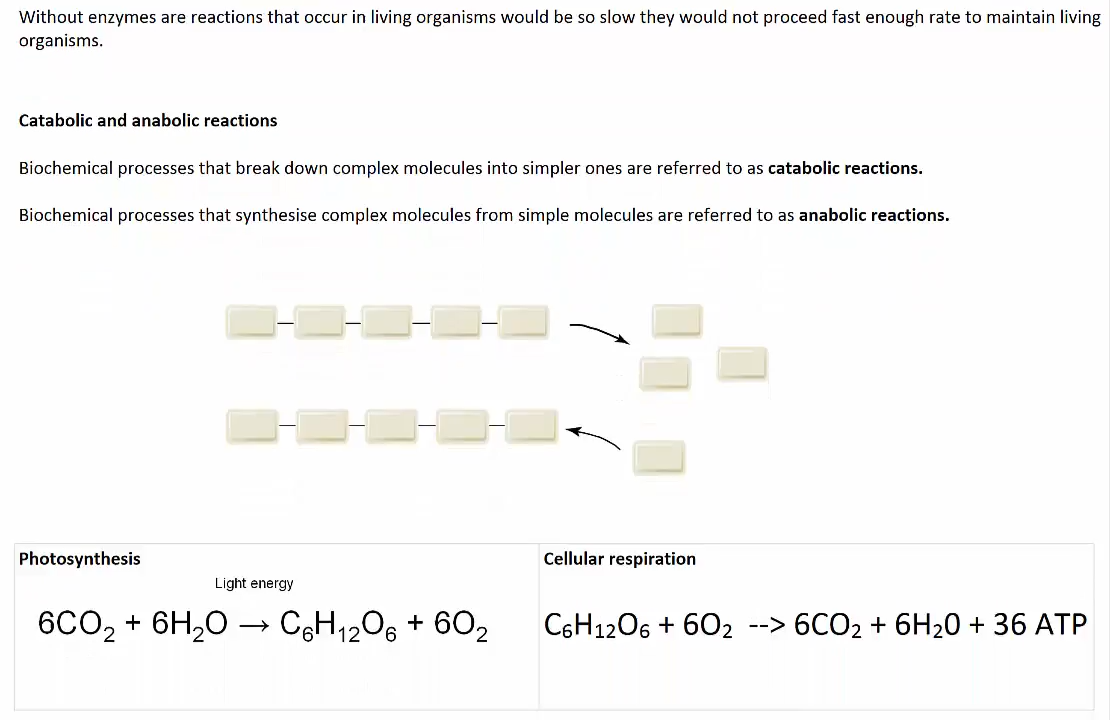 Without enzymes are reactions that occur in living organisms would be so slow they would not proceed fast enough rate to maintain living
organisms.
Catabolic and anabolic reactions
Biochemical processes that break down complex molecules into simpler ones are referred to as catabolic reactions.
Biochemical processes that synthesise complex molecules from simple molecules are referred to as anabolic reactions.
Photosynthesis
Light energy
6CO₂ + 6H₂O → C₆H₁₂O₆ + 6O₂
Cellular respiration
C₆H₁₂O₆ + 6O₂ --> 6CO₂ + 6H₂0 + 36 ATP